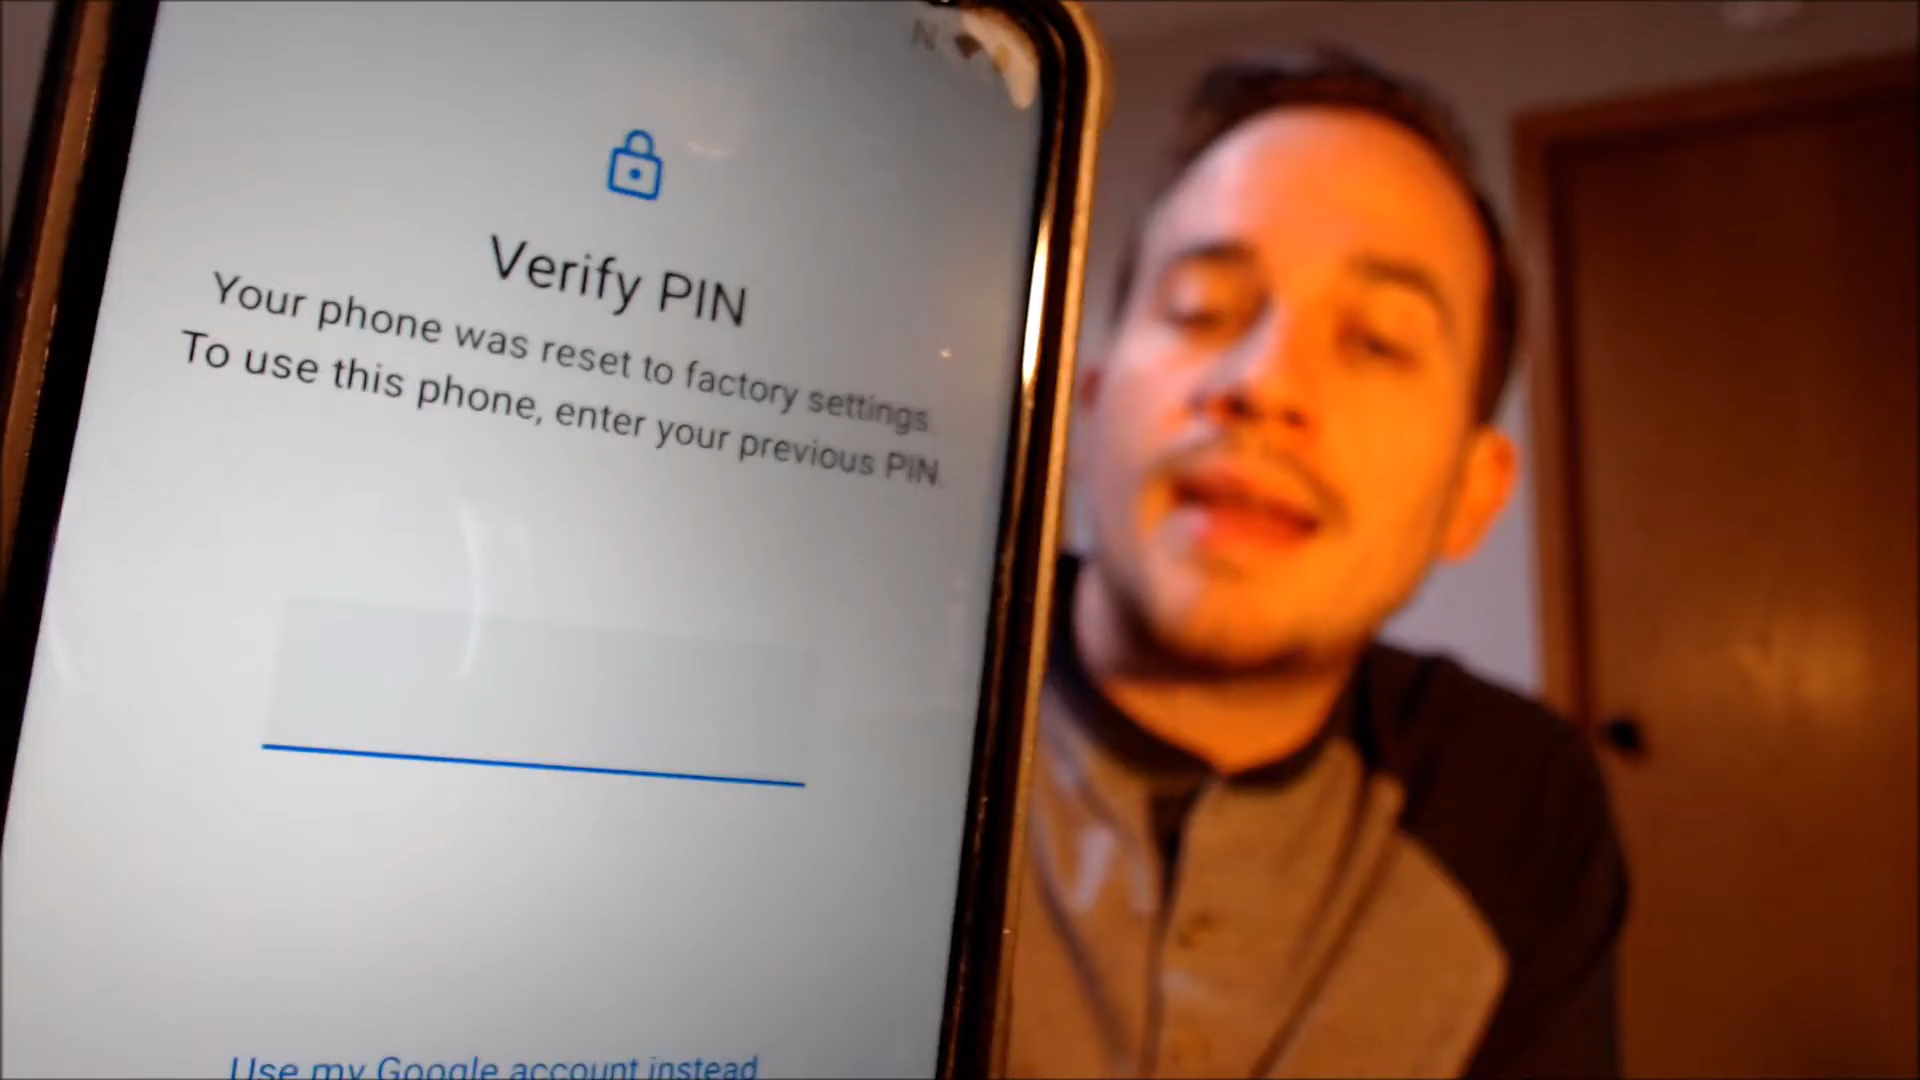 N
Verify PIN
Your phone was reset to factory settings.
To use this phone, enter your previous PIN.
Use my Google account instead